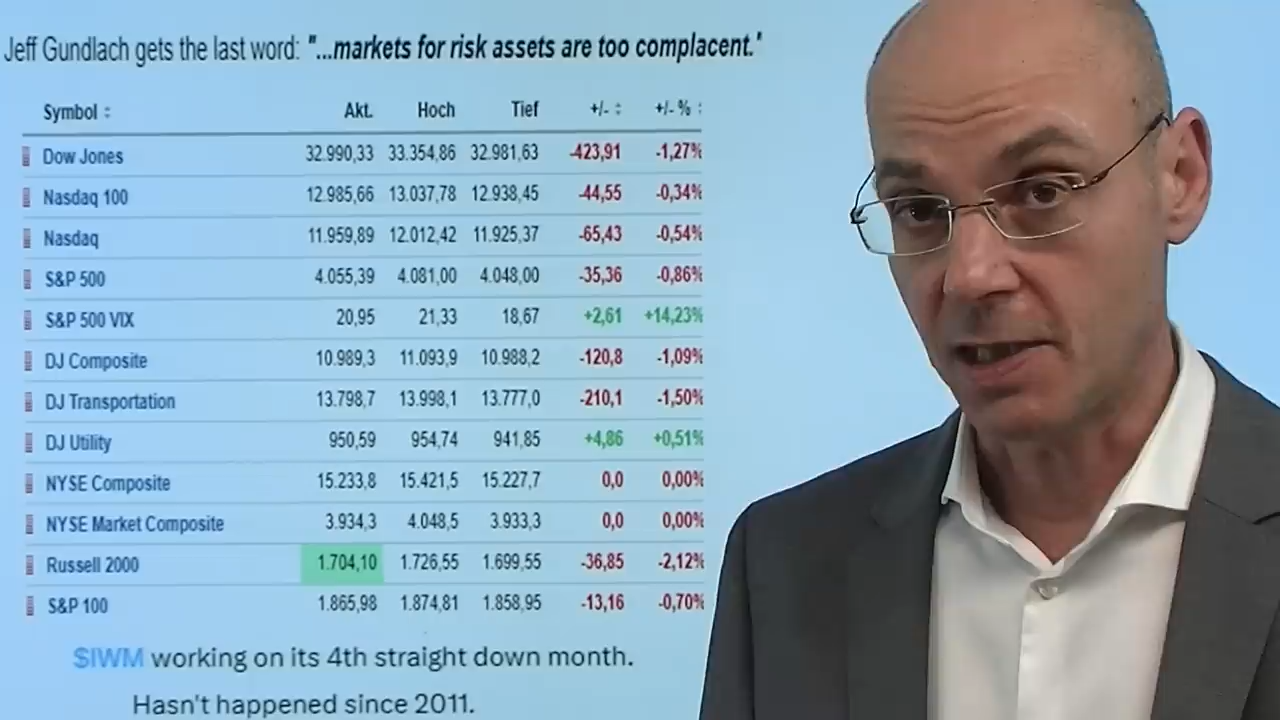 Jeff Gundlach gets the last word: "...markets for risk assets are too complacent."
Symbol Akt. Hoch Tief +/- +/- %
Dow Jones 32.990,33 33.354,86 32.981,63 -423,91 -1,27%
Nasdaq 100 12.985,66 13.037,78 12.938,45 -44,55 -0,34%
Nasdaq 11.959,89 12.012,42 11.925,37 -65,43 -0,54%
S&P 500 4.055,39 4.081,00 4.048,00 -35,36 -0,86%
S&P 500 VIX 20,95 21,33 18,67 +2,61 +14,23%
DJ Composite 10.989,3 11.093,9 10.988,2 -120,8 -1,09%
DJ Transportation 13.798,7 13.998,1 13.777,0 -210,1 -1,50%
DJ Utility 950,59 954,74 941,85 +4,86 +0,51%
NYSE Composite 15.233,8 15.421,5 15.227,7 0,0 0,00%
NYSE Market Composite 3.934,3 4.048,5 3.933,3 0,0 0,00%
Russell 2000 1.704,10 1.726,55 1.699,55 -36,85 -2,12%
S&P 100 1.865,98 1.874,81 1.858,95 -13,16 -0,70%
$IWM working on its 4th straight down month.
Hasn't happened since 2011.